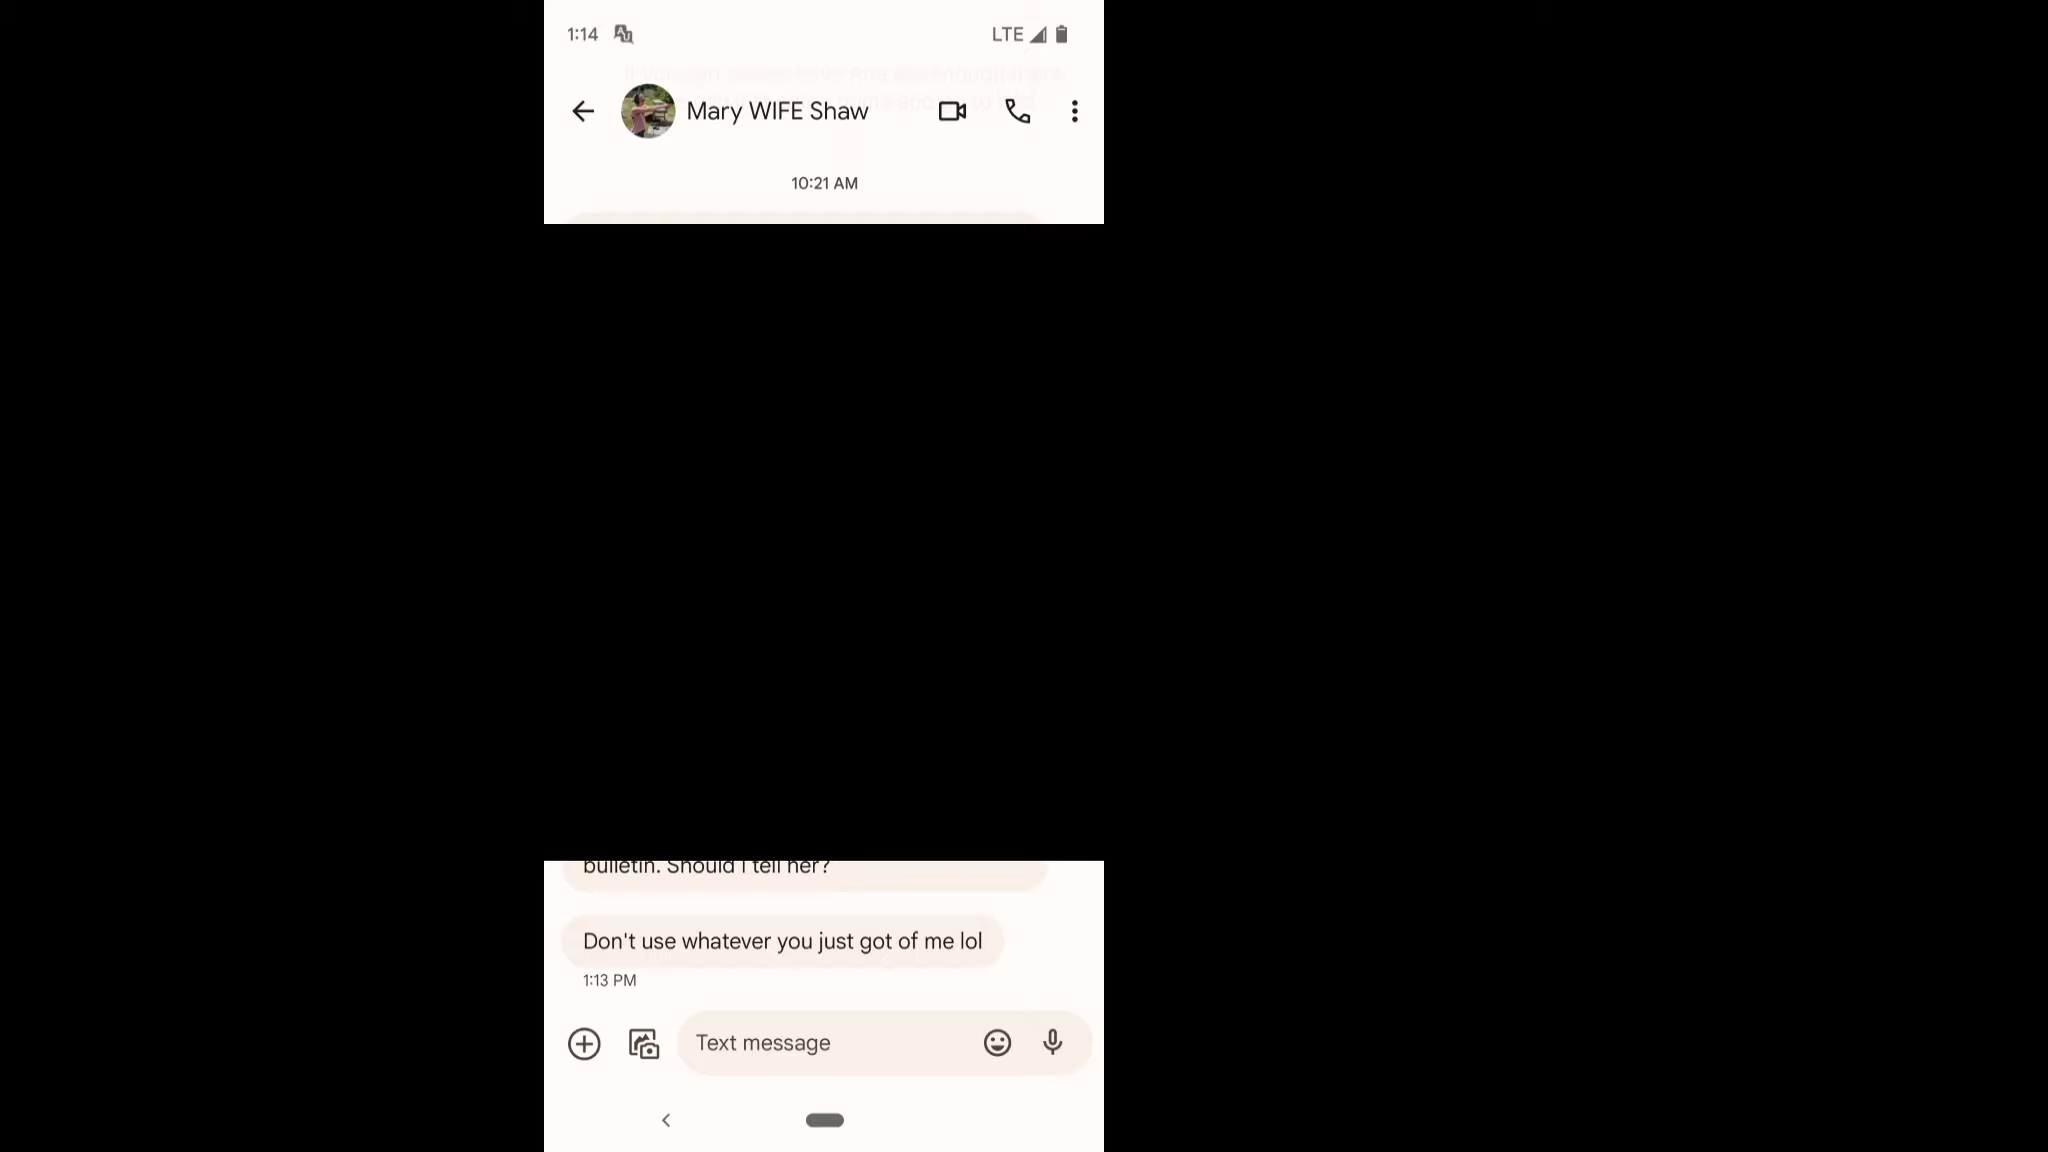 1:14 LTE
Mary WIFE Shaw
10:21 AM
bulletin. Should I tell her?
Don't use whatever you just got of me lol
1:13 PM
Text message